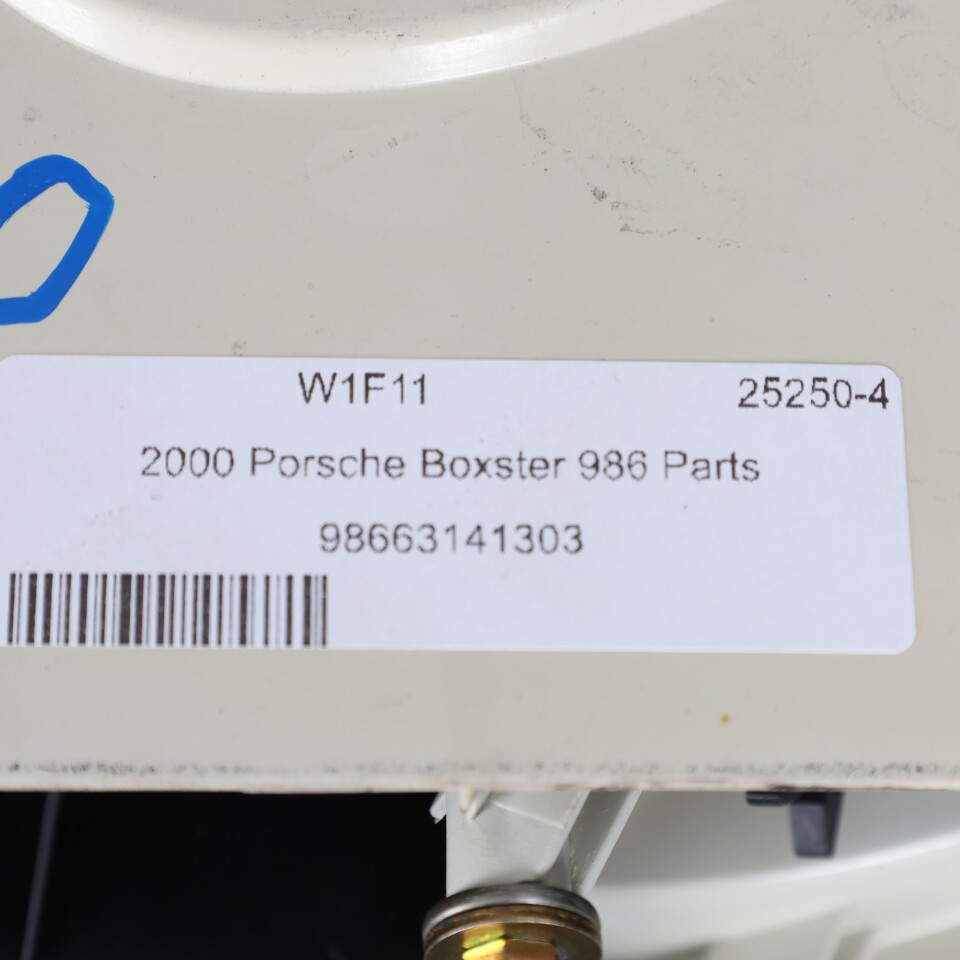 W1F11 25250-4
2000 Porsche Boxster 986 Parts
98663141303